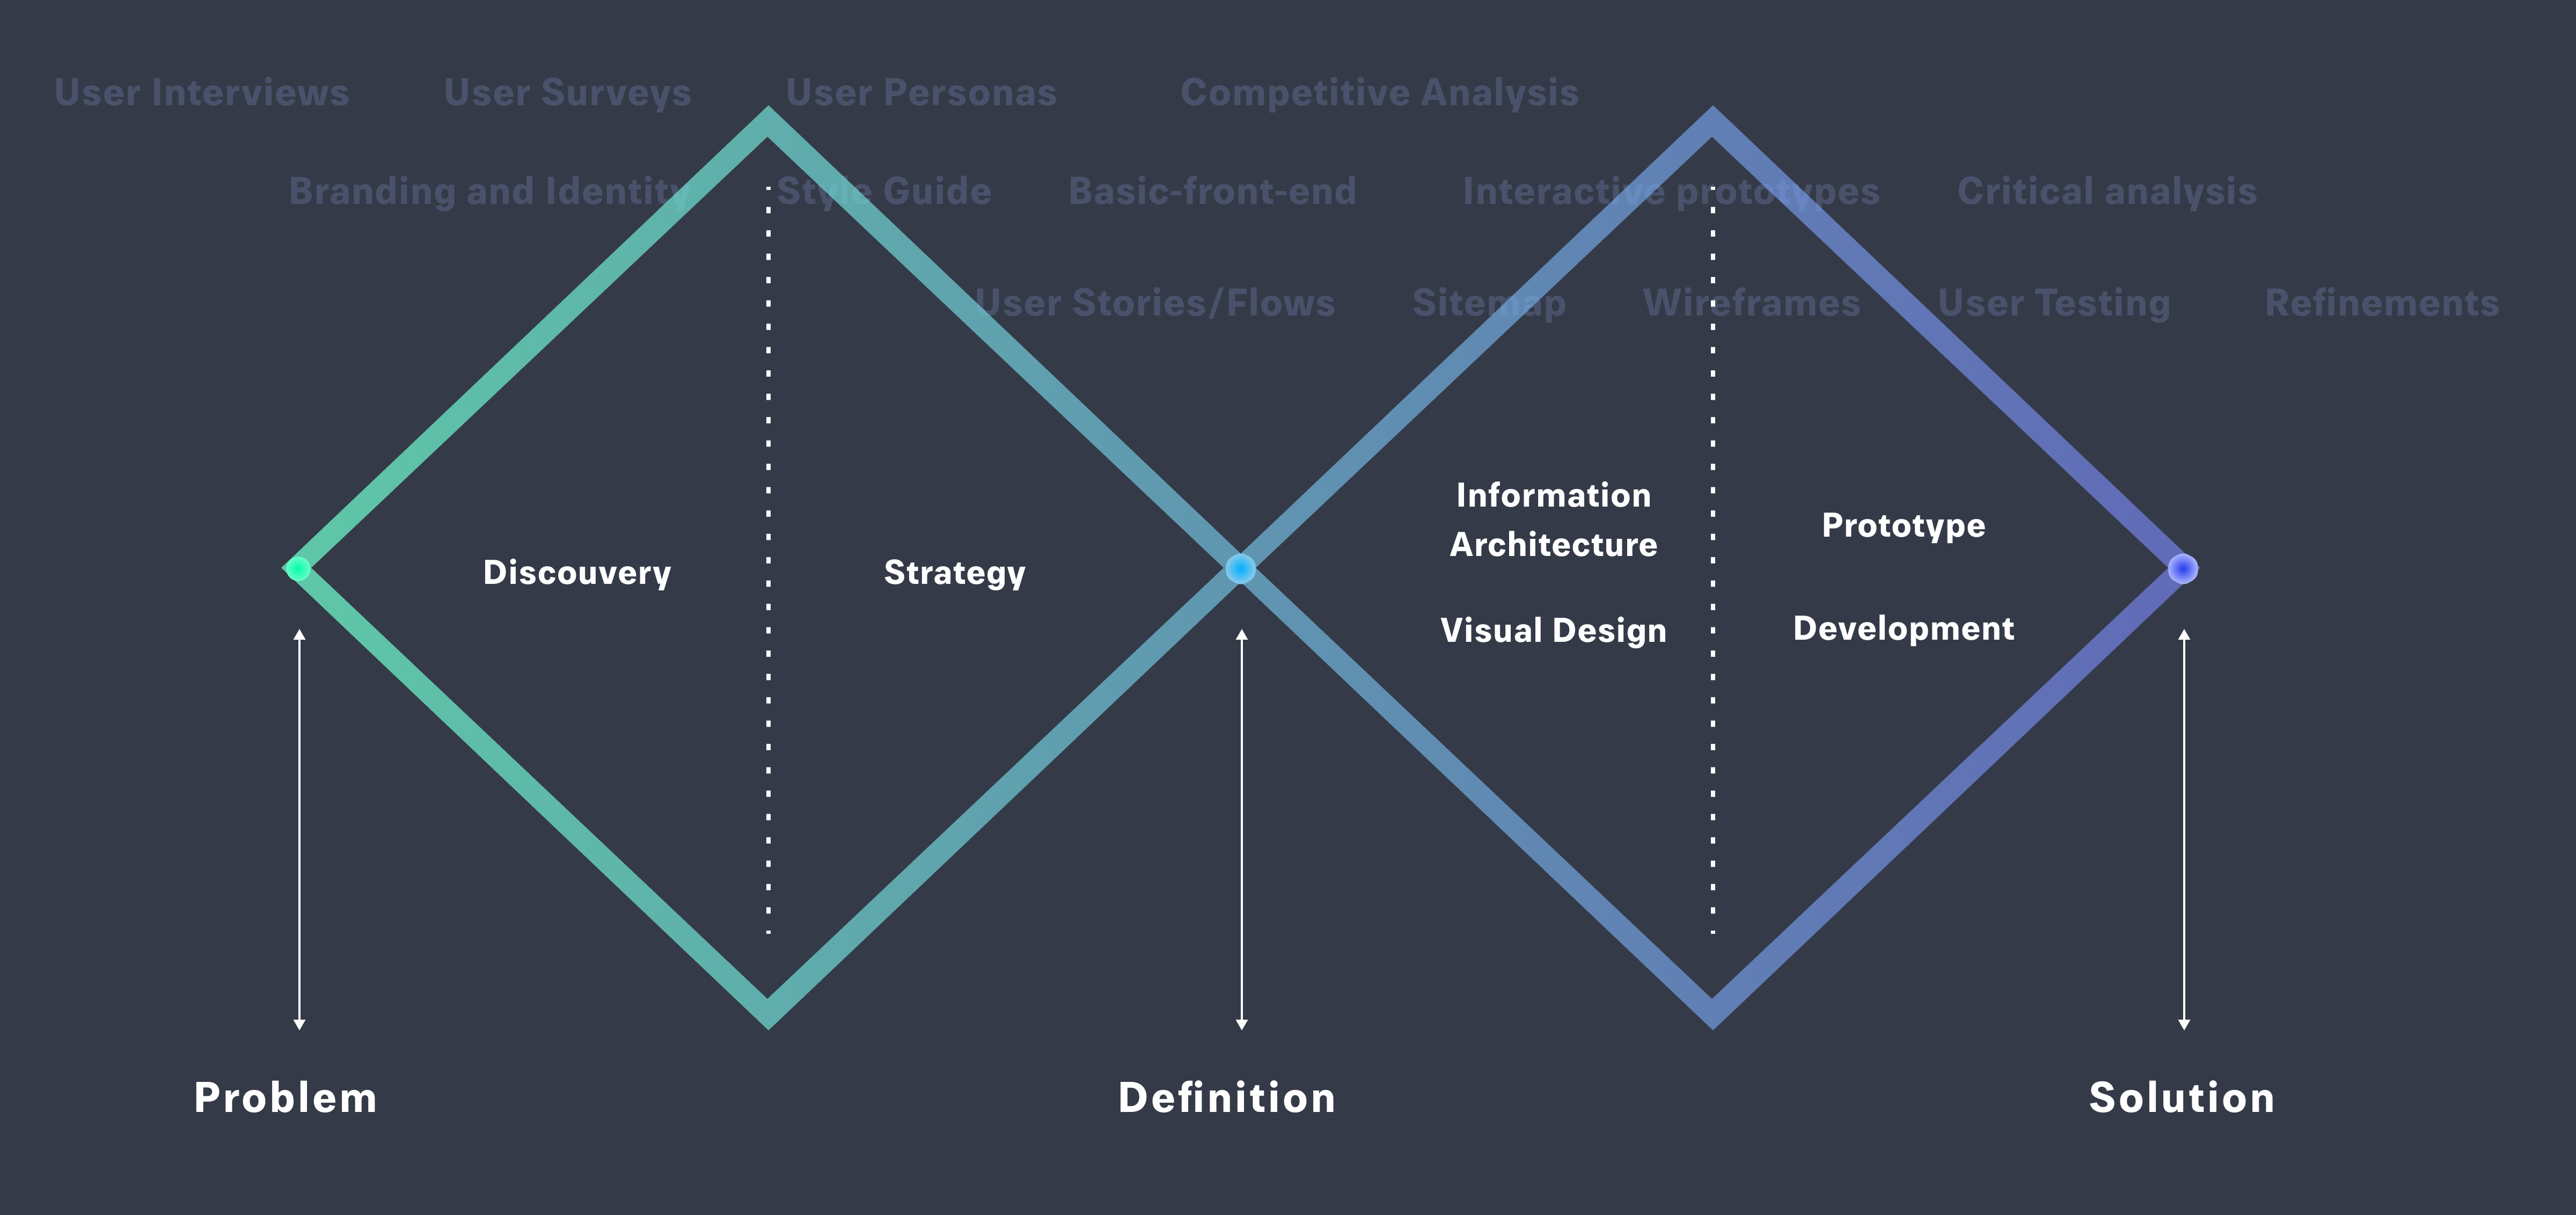 User Interviews User Surveys User Personas Competitive Analysis
Branding and Identity Style Guide Basic-front-end Interactive prototypes Critical analysis
User Stories/Flows Sitemap Wireframes User Testing Refinements
Discouvery
Strategy
Information
Architecture
Visual Design
Prototype
Development
Problem
Definition
Solution